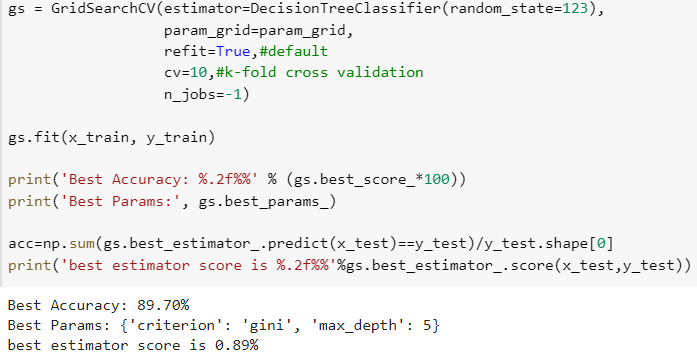 gs = GridSearchCV(estimator=DecisionTreeClassifier(random_state=123),
param_grid=param_grid,
refit=True,#default
cv=10,#k-fold cross validation
n_jobs=-1)
gs.fit(x_train, y_train)
print('Best Accuracy: %.2f%%' % (gs.best_score_*100))
print('Best Params:', gs.best_params_)
acc=np.sum(gs.best_estimator_.predict(x_test)==y_test)/y_test.shape[0]
print('best estimator score is %.2f%%'%gs.best_estimator_.score(x_test,y_test))
Best Accuracy: 89.70%
Best Params: {'criterion': 'gini', 'max_depth': 5}
best estimator score is 0.89%